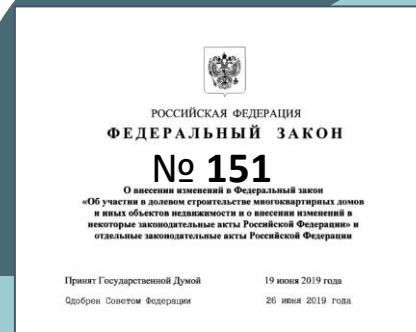 РОССИЙСКАЯ ФЕДЕРАЦИЯ
ФЕДЕРАЛЬНЫЙ ЗАКОН
№ 151
О внесении изменений в Федеральный закон
«Об участии в долевом строительстве многоквартирных домов
и иных объектов недвижимости и о внесении изменений в
некоторые законодательные акты Российской Федерации» и
отдельные законодательные акты Российской Федерации
Принят Государственной Думой 19 июня 2019 года
Одобрен Советом Федерации 26 июня 2019 года